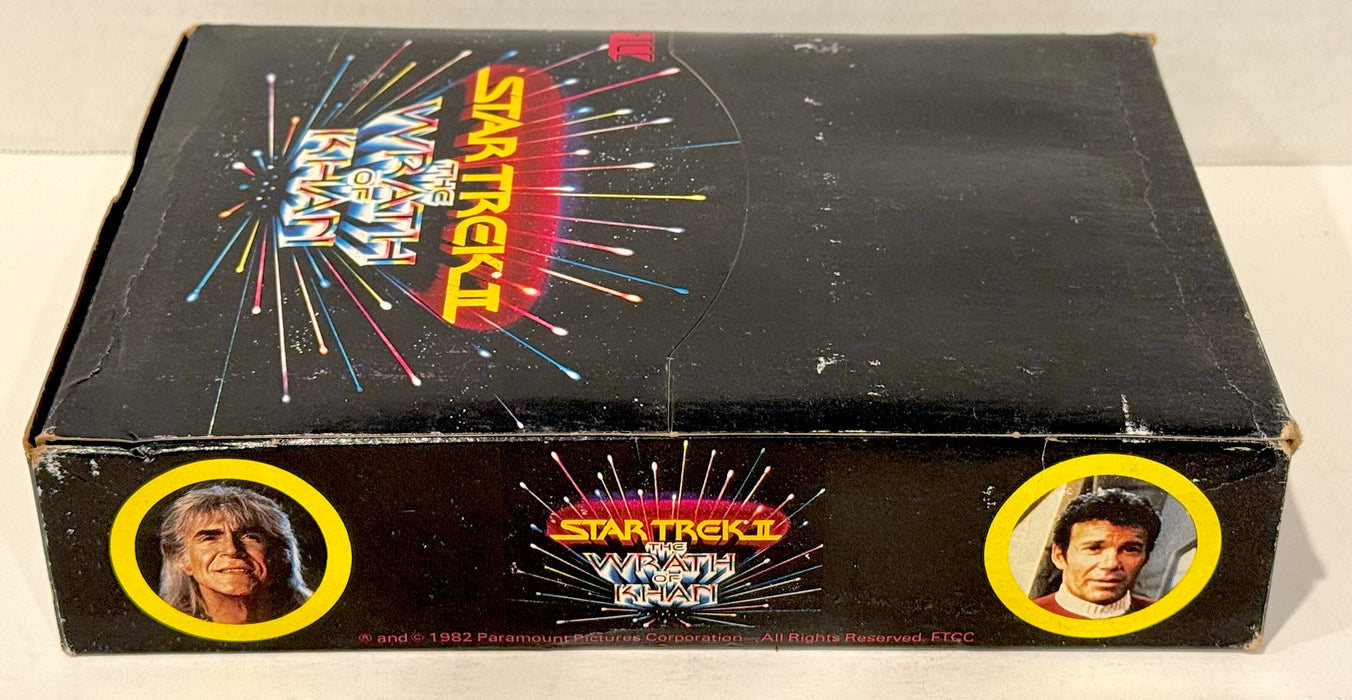 FTCC
STAR TREK II
THE
WRATH
OF
KHAN
STAR TREK II
THE
WRATH
OF
KHAN
® and © 1982 Paramount Pictures Corporation—All Rights Reserved FTCC